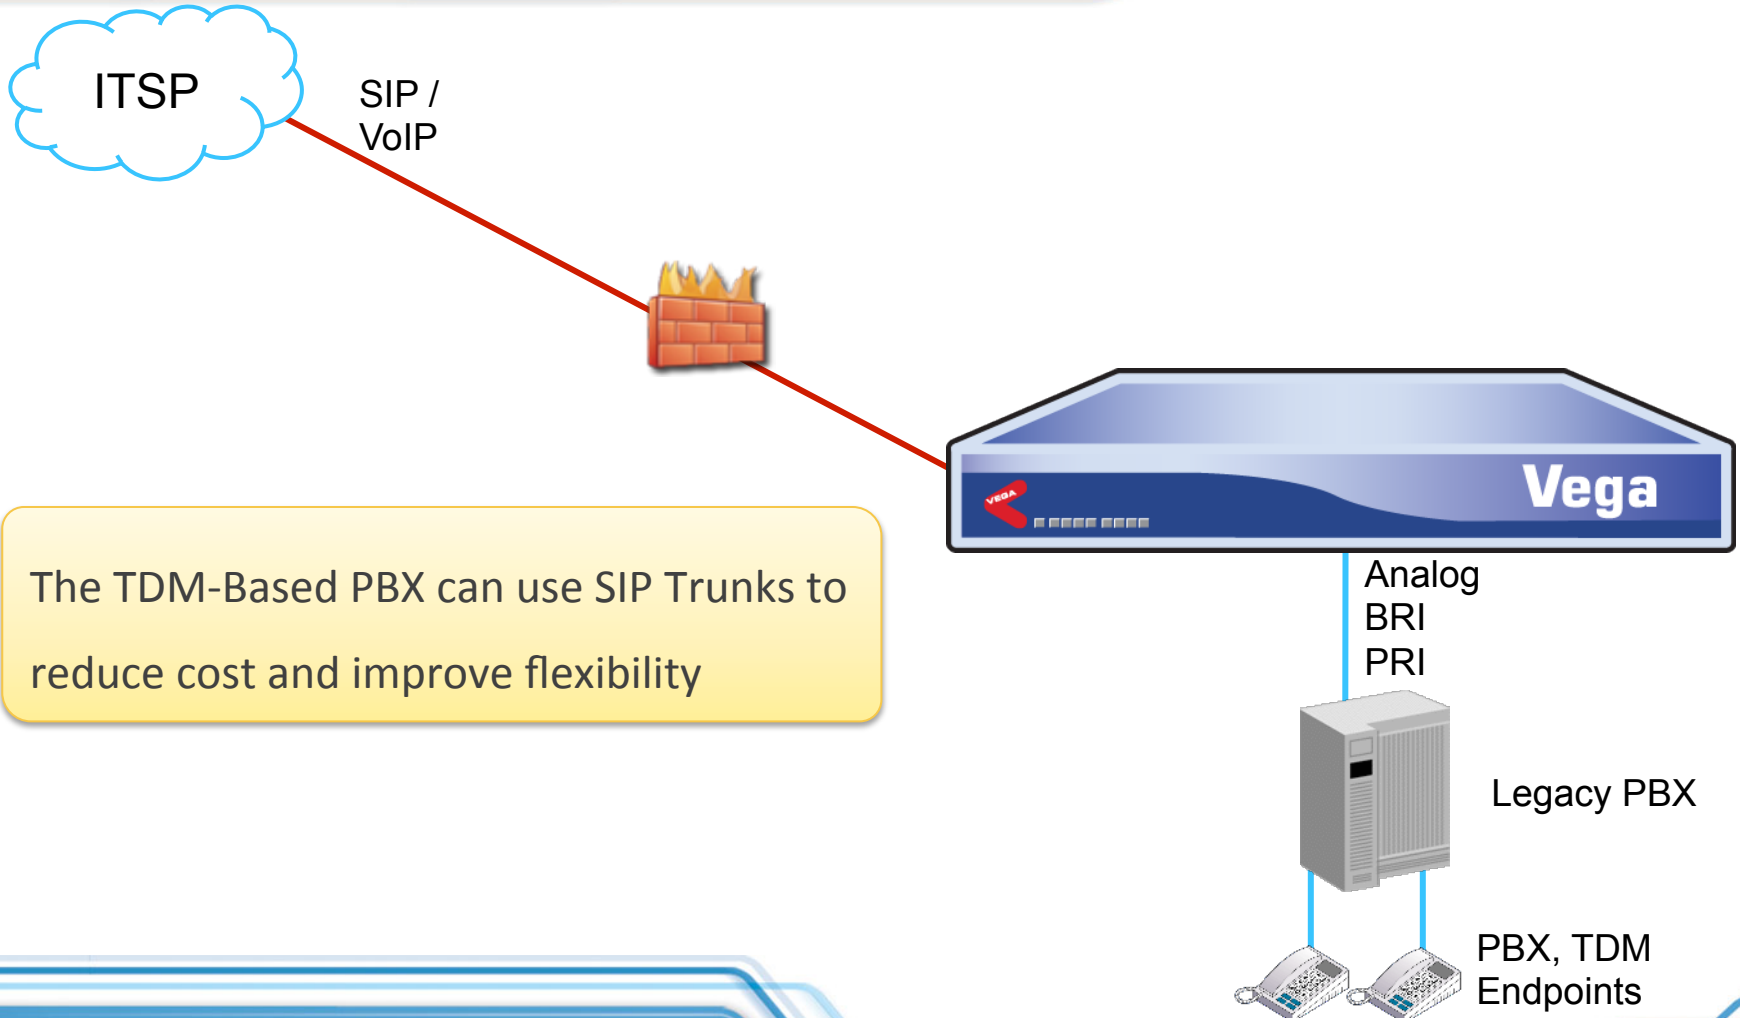 ITSP
SIP /
VoIP
VEGA
Vega
The TDM-Based PBX can use SIP Trunks to
reduce cost and improve flexibility
Analog
BRI
PRI
Legacy PBX
PBX, TDM
Endpoints